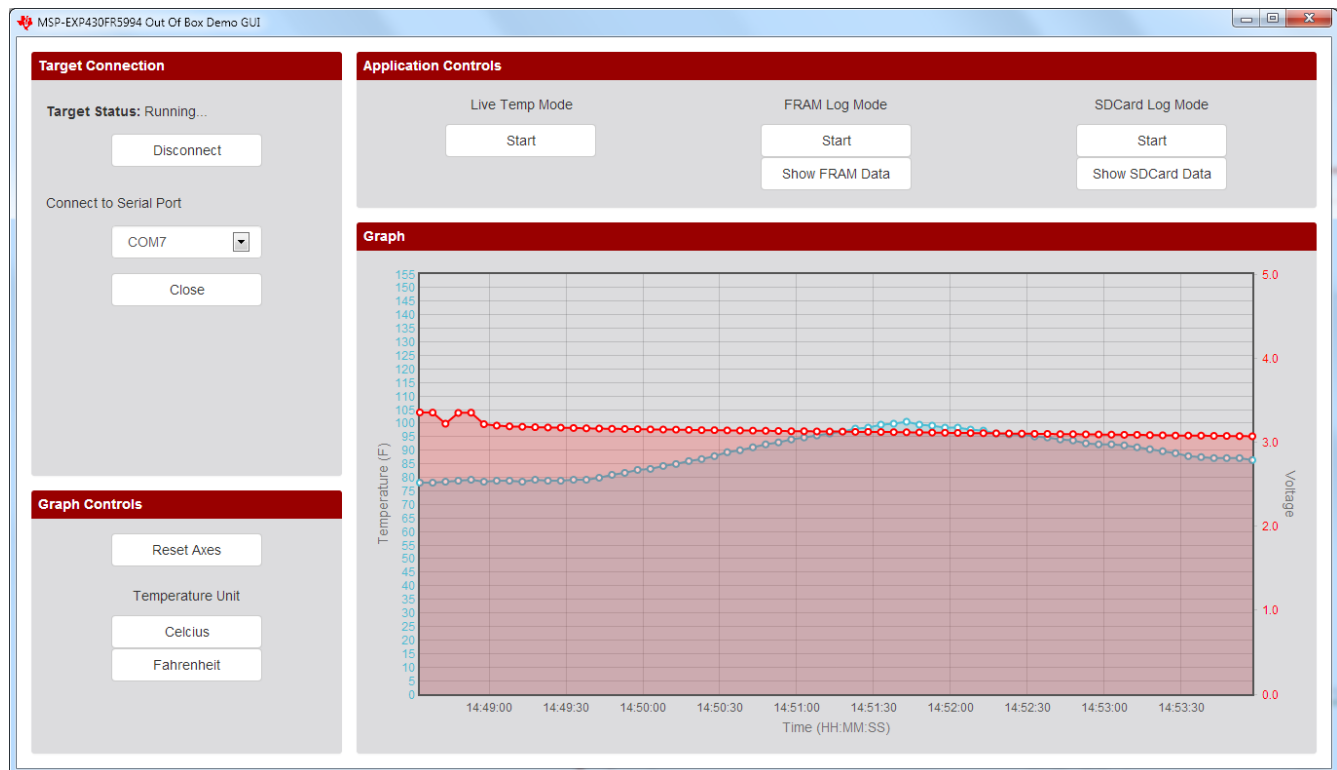 MSP-EXP430FR5994 Out Of Box Demo GUI
Target Connection
Target Status: Running...
Disconnect
Connect to Serial Port
COM7
Close
Graph Controls
Reset Axes
Temperature Unit
Celcius
Fahrenheit
Application Controls
Live Temp Mode
Start
FRAM Log Mode
Start
Show FRAM Data
SDCard Log Mode
Start
Show SDCard Data
Graph
Temperature (F)
155
150
145
140
135
130
125
120
115
110
105
100
95
90
85
80
75
70
65
60
55
50
45
40
35
30
25
20
15
10
5
0
5.0
4.0
3.0
2.0
1.0
0.0
Voltage
14:49:00 14:49:30 14:50:00 14:50:30 14:51:00 14:51:30 14:52:00 14:52:30 14:53:00 14:53:30
Time (HH:MM:SS)